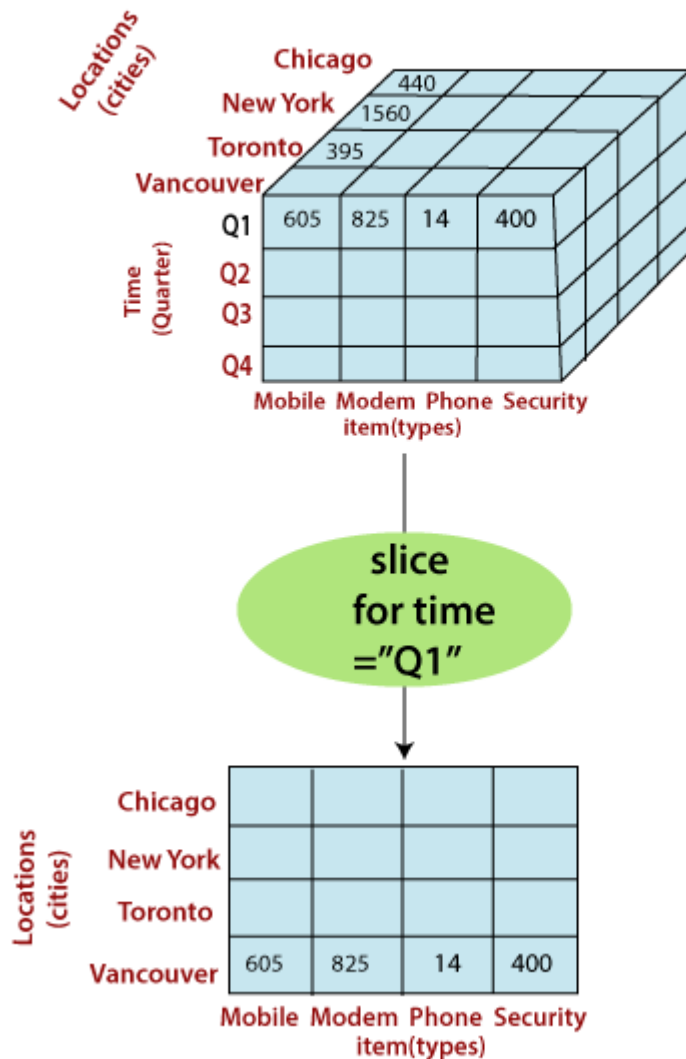 Locations
(cities)
Chicago
440
New York
1560
Toronto
395
Vancouver
Q1 605 825 14 400
Q2
Q3
Q4
Time
(Quarter)
Mobile Modem Phone Security
item(types)
slice
for time
="Q1"
Locations
(cities)
Chicago
New York
Toronto
Vancouver 605 825 14 400
Mobile Modem Phone Security
item(types)